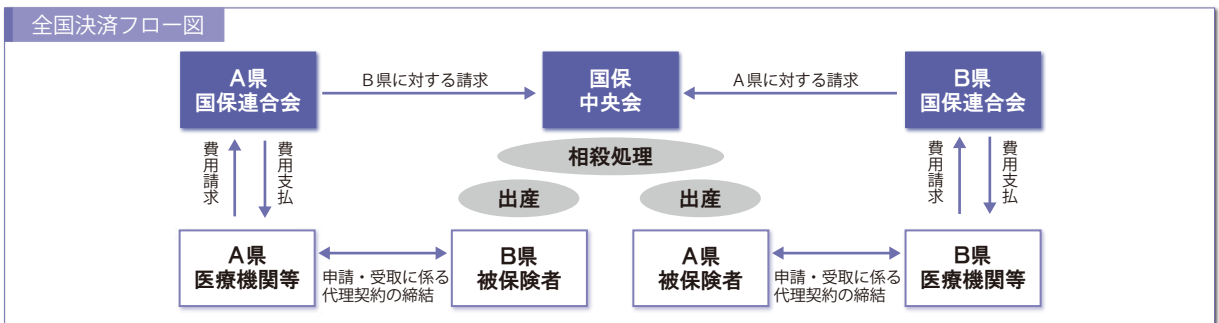 全国決済フロー図
A県
国保連合会
B県に対する請求
国保
中央会
A県に対する請求
B県
国保連合会
費用請求
費用支払
相殺処理
費用請求
費用支払
出産
出産
A県
医療機関等
申請・受取に係る
代理契約の締結
B県
被保険者
A県
被保険者
申請・受取に係る
代理契約の締結
B県
医療機関等